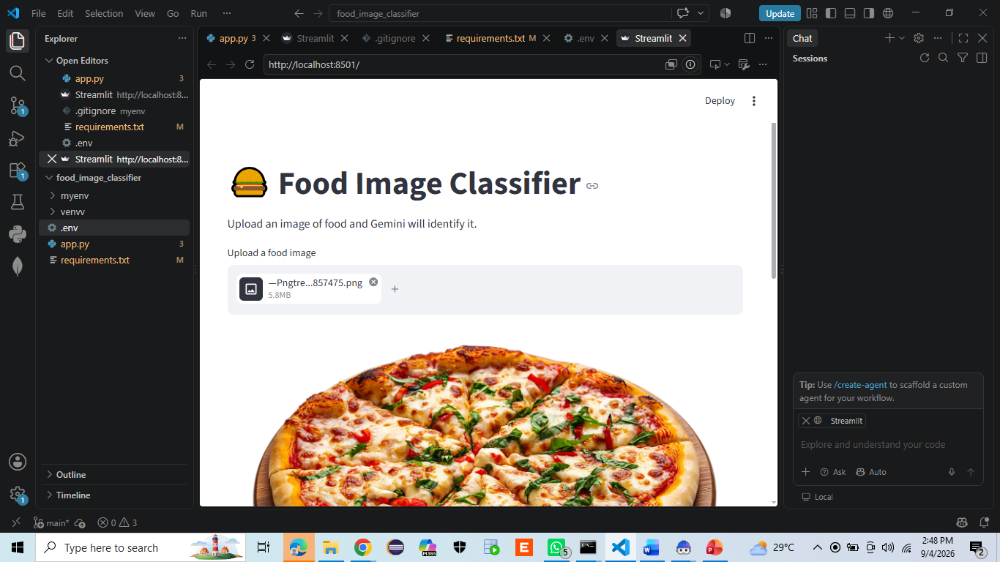 File Edit Selection View Go Run ···
food_image_classifier
Update
Explorer
Open Editors
app.py 3
Streamlit http://localhost:8...
.gitignore myenv
requirements.txt M
.env
Streamlit http://localhost:8...
food_image_classifier
myenv
venvv
.env
app.py 3
requirements.txt M
Outline
Timeline
1
1
1
app.py 3
Streamlit
.gitignore
requirements.txt M
.env
Streamlit
http://localhost:8501/
Deploy
Food Image Classifier
Upload an image of food and Gemini will identify it.
Upload a food image
—Pngtre...857475.png
5.8MB
Chat
Sessions
Tip: Use /create-agent to scaffold a custom
agent for your workflow.
Streamlit
Explore and understand your code
Ask Auto
Local
main* 0 3
Type here to search
M365
E
5
W
P
29°C
2:48 PM
9/4/2026
2